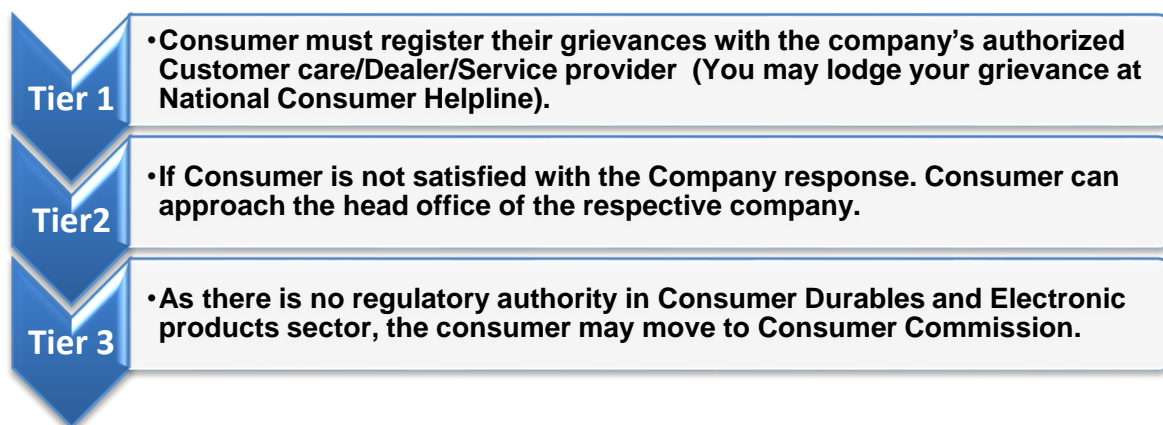 Tier 1
•Consumer must register their grievances with the company’s authorized
Customer care/Dealer/Service provider  (You may lodge your grievance at
National Consumer Helpline).
Tier2
•If Consumer is not satisfied with the Company response. Consumer can
approach the head office of the respective company.
Tier 3
•As there is no regulatory authority in Consumer Durables and Electronic
products sector, the consumer may move to Consumer Commission.